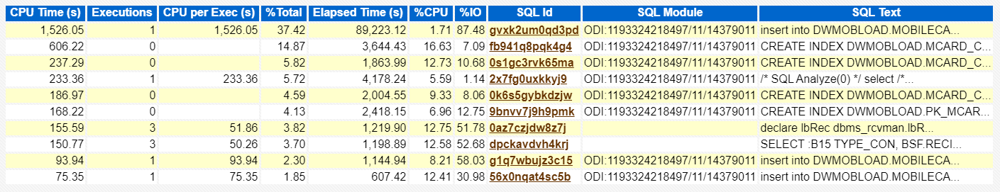 CPU Time (s) Executions CPU per Exec (s) %Total Elapsed Time (s) %CPU %IO SQL Id SQL Module SQL Text
1,526.05 1 1,526.05 37.42 89,223.12 1.71 87.48 gvxk2um0qd3pd ODI:1193324218497/11/14379011 insert into DWMOBLOAD.MOBILECA...
606.22 0 14.87 3,644.43 16.63 7.09 fb941q8pqk4g4 ODI:1193324218497/11/14379011 CREATE INDEX DWMOBLOAD.MCARD_C...
237.29 0 5.82 1,863.99 12.73 10.68 0s1gc3rvk65ma ODI:1193324218497/11/14379011 CREATE INDEX DWMOBLOAD.MCARD_C...
233.36 1 233.36 5.72 4,178.24 5.59 1.14 2x7fg0uxkkyj9 ODI:1193324218497/11/14379011 /* SQL Analyze(0) */ select /*...
186.97 0 4.59 2,004.55 9.33 8.06 0k6s5gybkdzjw ODI:1193324218497/11/14379011 CREATE INDEX DWMOBLOAD.MCARD_C...
168.22 0 4.13 2,418.15 6.96 12.75 9bnvv7j9h9pmk ODI:1193324218497/11/14379011 CREATE INDEX DWMOBLOAD.PK_MCAR...
155.59 3 51.86 3.82 1,219.90 12.75 51.78 0az7czjdw8z7j declare lbRec dbms_rcvman.lbR...
150.77 3 50.26 3.70 1,198.89 12.58 52.68 dpckavdvh4krj SELECT :B15 TYPE_CON, BSF.RECI...
93.94 1 93.94 2.30 1,144.94 8.21 58.03 g1q7wbujz3c15 ODI:1193324218497/11/14379011 insert into DWMOBLOAD.MOBILECA...
75.35 1 75.35 1.85 607.42 12.41 30.98 56x0nqat4sc5b ODI:1193324218497/11/14379011 insert into DWMOBLOAD.MOBILECA...